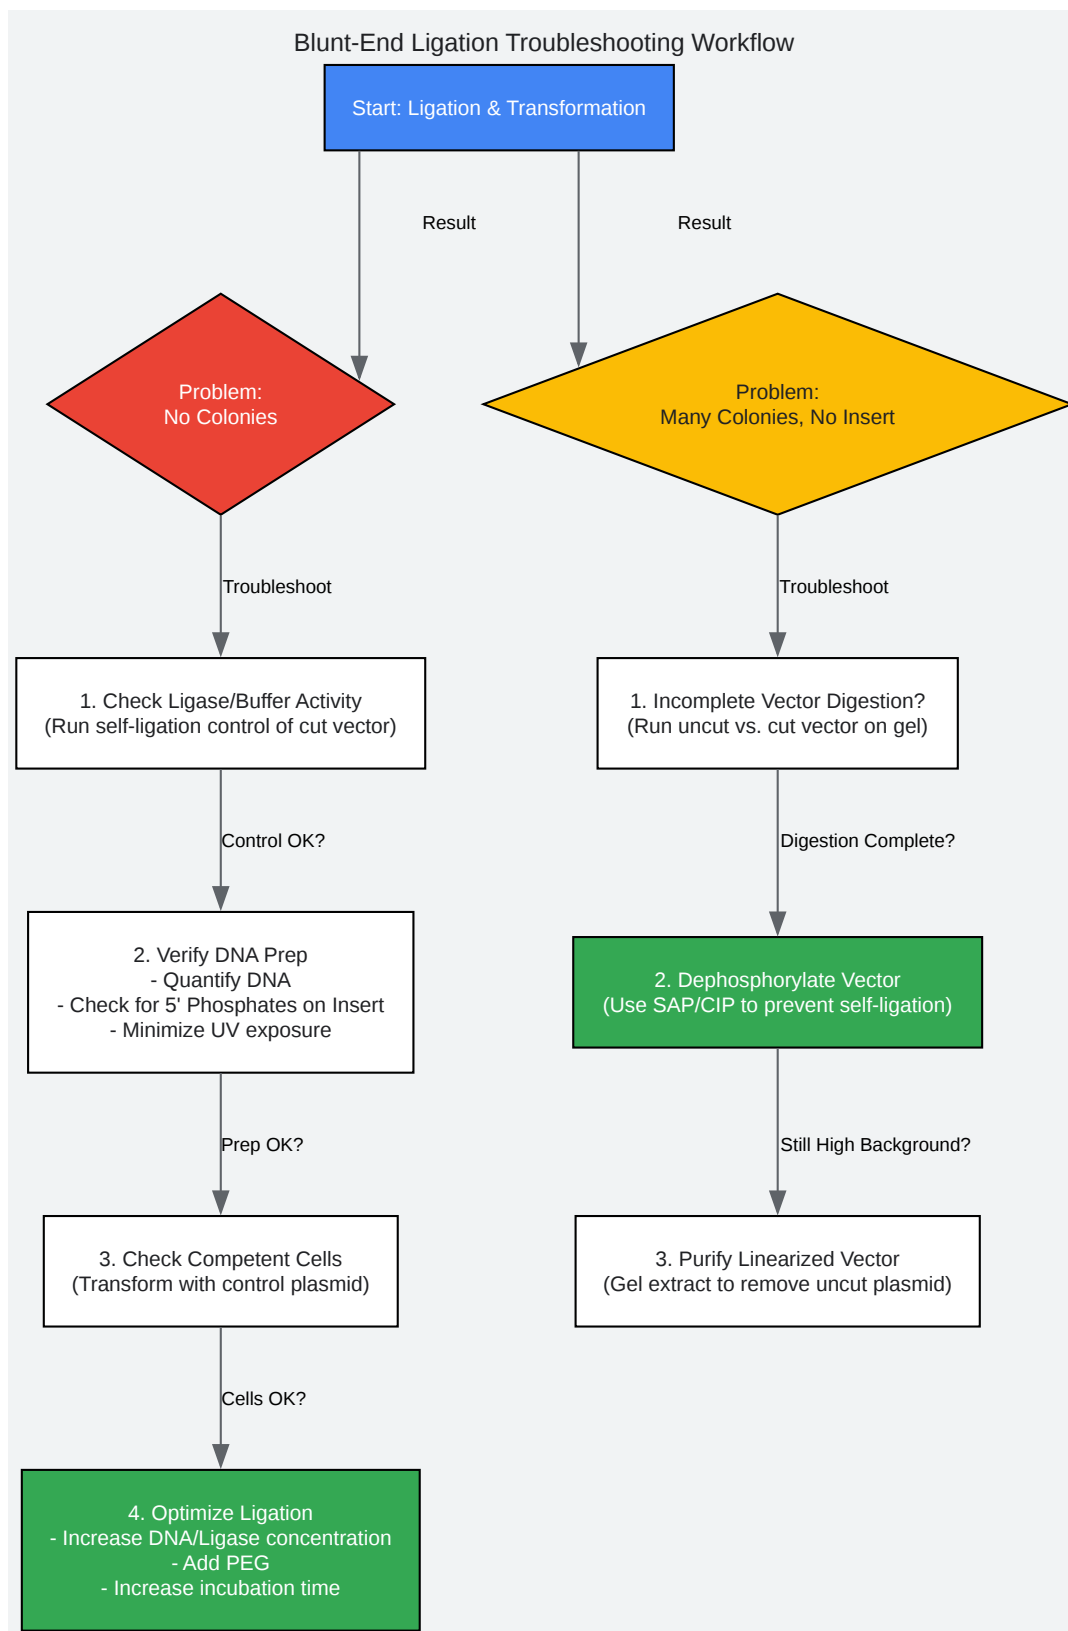 Blunt-End Ligation Troubleshooting Workflow
Start: Ligation & Transformation
Result
Result
Problem:
No Colonies
Problem:
Many Colonies, No Insert
Troubleshoot
Troubleshoot
1. Check Ligase/Buffer Activity
(Run self-ligation control of cut vector)
1. Incomplete Vector Digestion?
(Run uncut vs. cut vector on gel)
Control OK?
Digestion Complete?
2. Verify DNA Prep
- Quantify DNA
- Check for 5' Phosphates on Insert
- Minimize UV exposure
2. Dephosphorylate Vector
(Use SAP/CIP to prevent self-ligation)
Prep OK?
Still High Background?
3. Check Competent Cells
(Transform with control plasmid)
3. Purify Linearized Vector
(Gel extract to remove uncut plasmid)
Cells OK?
4. Optimize Ligation
- Increase DNA/Ligase concentration
- Add PEG
- Increase incubation time